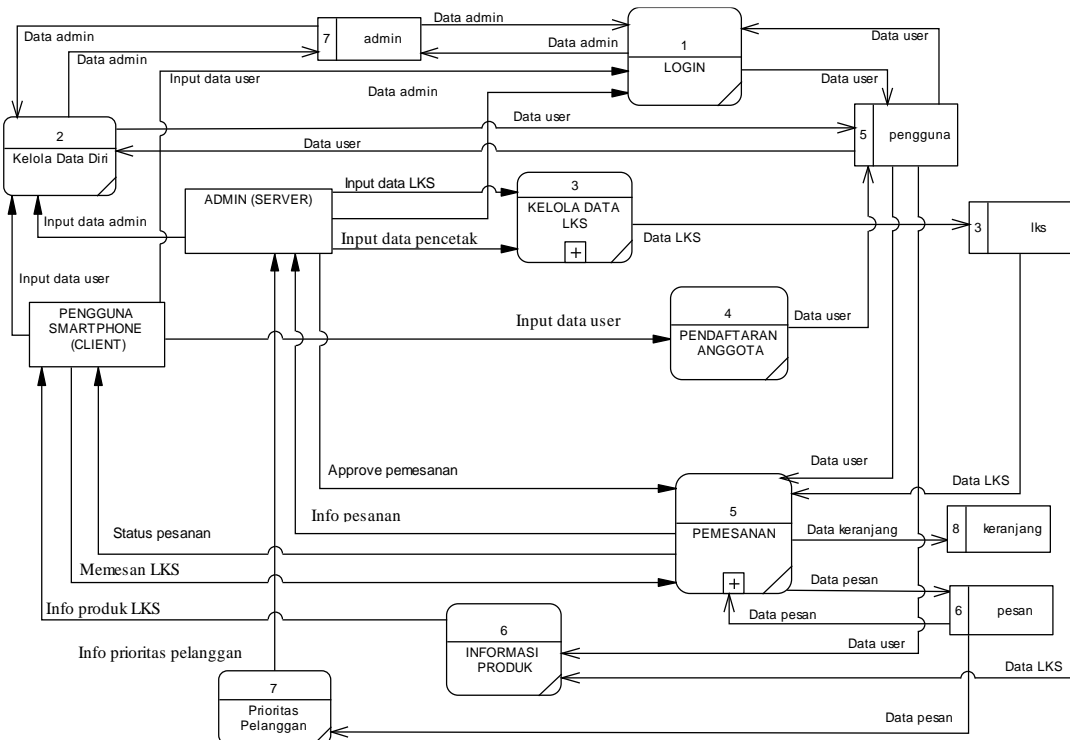 Data admin
Data admin
7
admin
Data admin
Data admin
1
LOGIN
Data user
Data user
Data admin
Input data user
Data admin
2
Kelola Data Diri
Data user
Data user
5
pengguna
ADMIN (SERVER)
Input data LKS
3
KELOLA DATA
LKS
Input data admin
Input data pencetak
Data LKS
3
lks
Input data user
PENGGUNA
SMARTPHONE
(CLIENT)
Input data user
4
PENDAFTARAN
ANGGOTA
Data user
Approve pemesanan
Data user
Data LKS
Info pesanan
5
PEMESANAN
Data keranjang
8
keranjang
Status pesanan
Memesan LKS
Data pesan
Data pesan
6
pesan
Info produk LKS
6
INFORMASI
PRODUK
Data user
Info prioritas pelanggan
Data LKS
7
Prioritas
Pelanggan
Data pesan